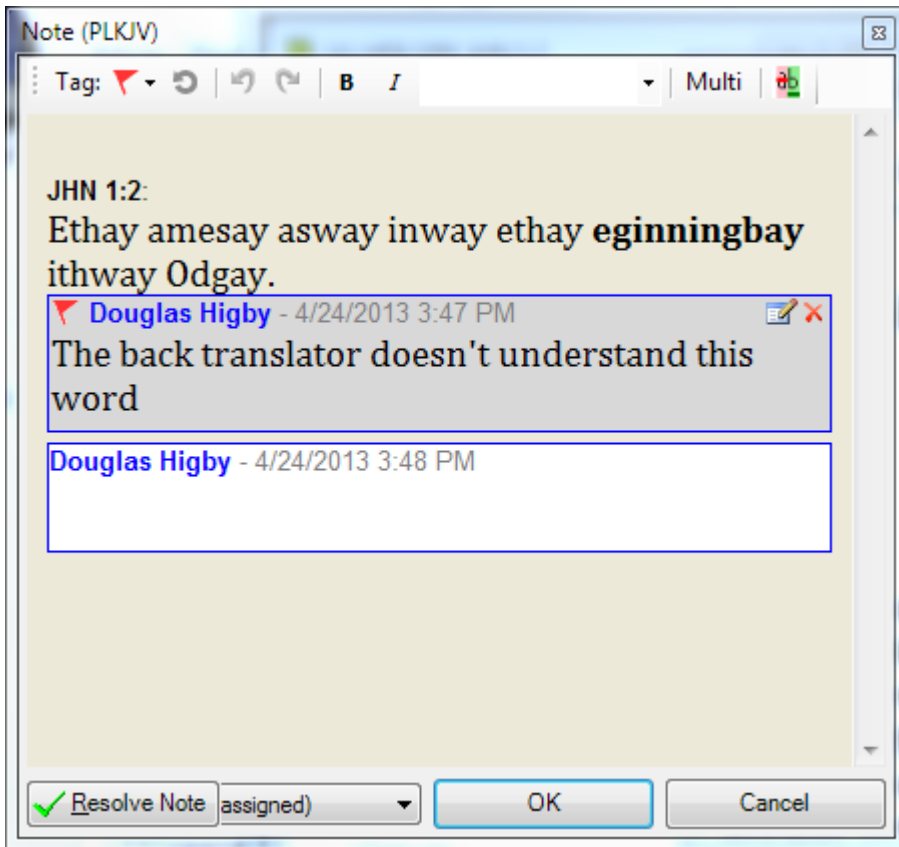 Note (PLKJV)
Tag: B I Multi ab
JHN 1:2:
Ethay amesay asway inway ethay eginningbay
ithway Odgay.
Douglas Higby - 4/24/2013 3:47 PM
The back translator doesn't understand this
word
Douglas Higby - 4/24/2013 3:48 PM
Resolve Note assigned) OK Cancel